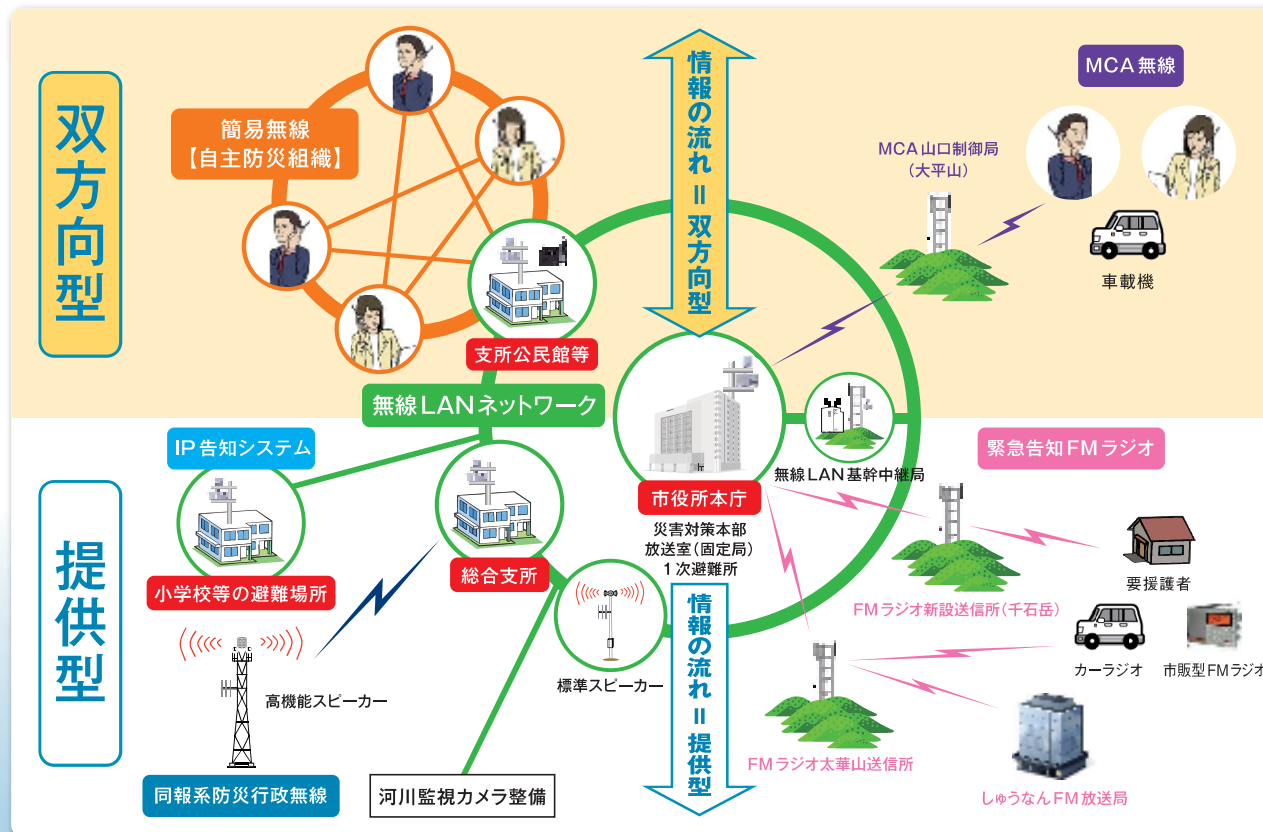 双方向型
簡易無線
【自主防災組織】
情報の流れ＝双方向型
MCA無線
MCA山口制御局
（大平山）
車載機
支所公民館等
無線LANネットワーク
IP告知システム
無線LAN基幹中継局
緊急告知FMラジオ
市役所本庁
災害対策本部
放送室（固定局）
1次避難所
提供型
小学校等の避難場所
総合支所
要援護者
FMラジオ新設送信所（千石岳）
情報の流れ＝提供型
標準スピーカー
高機能スピーカー
カーラジオ
市販型FMラジオ
FMラジオ太華山送信所
同報系防災行政無線
河川監視カメラ整備
しゅうなんFM放送局